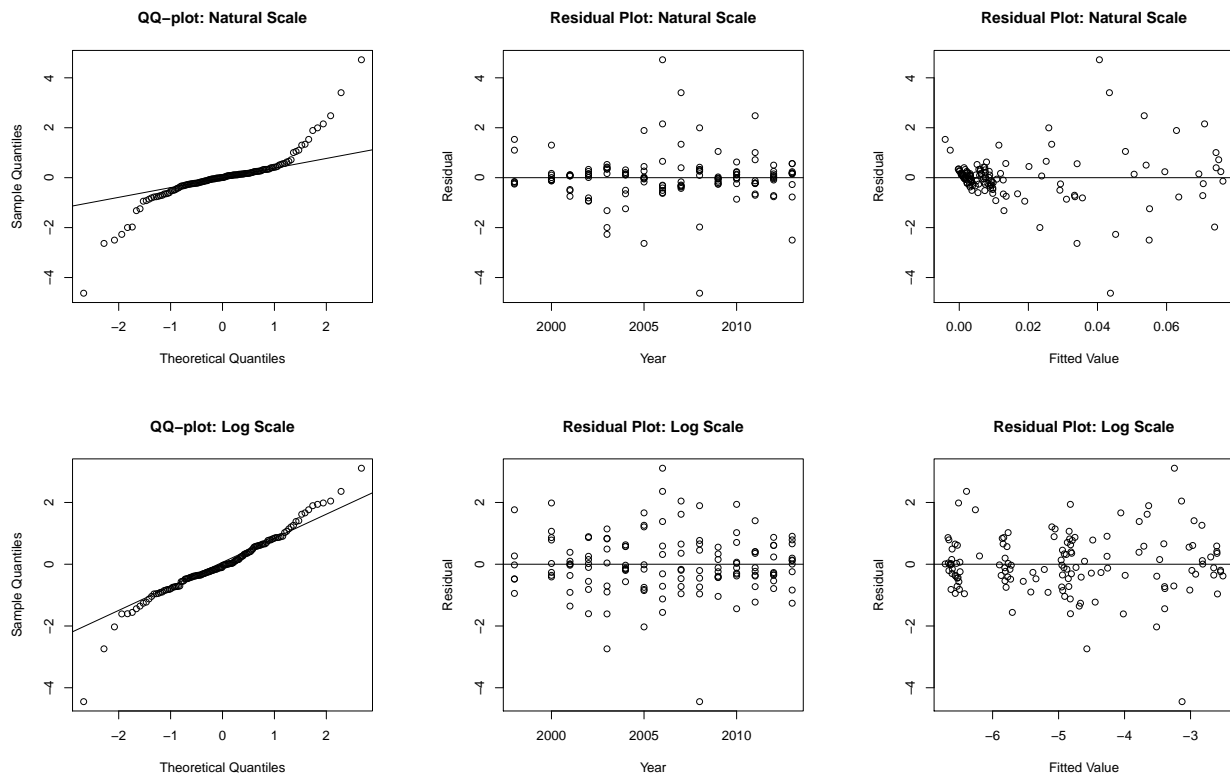 QQ−plot: Natural Scale
Sample Quantiles
4
2
0
−2
−4
−2 −1 0 1 2
Theoretical Quantiles
Residual Plot: Natural Scale
Residual
4
2
0
−2
−4
2000 2005 2010
Year
Residual Plot: Natural Scale
Residual
4
2
0
−2
−4
0.00 0.02 0.04 0.06
Fitted Value
QQ−plot: Log Scale
Sample Quantiles
2
0
−2
−4
−2 −1 0 1 2
Theoretical Quantiles
Residual Plot: Log Scale
Residual
2
0
−2
−4
2000 2005 2010
Year
Residual Plot: Log Scale
Residual
2
0
−2
−4
−6 −5 −4 −3
Fitted Value